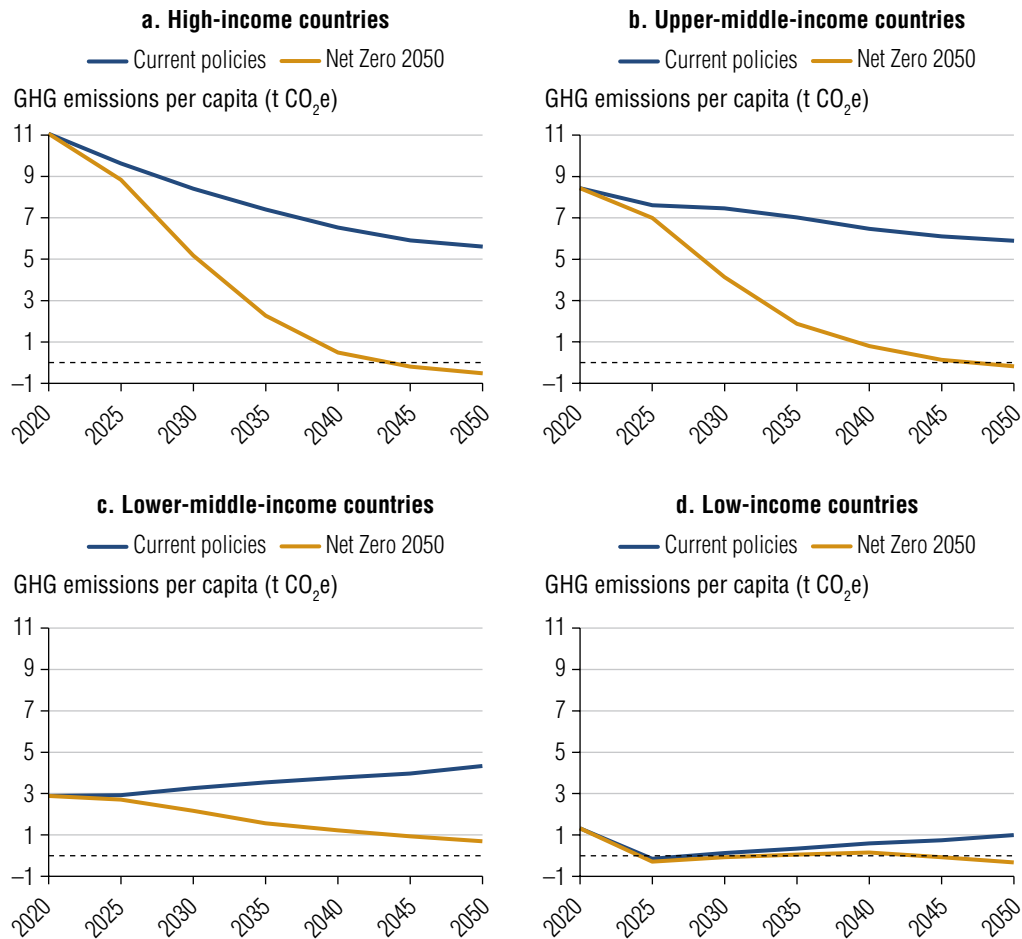 a. High-income countries
Current policies Net Zero 2050
GHG emissions per capita (t CO2e)
11
9
7
5
3
1
–1
2020 2025 2030 2035 2040 2045 2050
b. Upper-middle-income countries
Current policies Net Zero 2050
GHG emissions per capita (t CO2e)
11
9
7
5
3
1
–1
2020 2025 2030 2035 2040 2045 2050
c. Lower-middle-income countries
Current policies Net Zero 2050
GHG emissions per capita (t CO2e)
11
9
7
5
3
1
–1
2020 2025 2030 2035 2040 2045 2050
d. Low-income countries
Current policies Net Zero 2050
GHG emissions per capita (t CO2e)
11
9
7
5
3
1
–1
2020 2025 2030 2035 2040 2045 2050